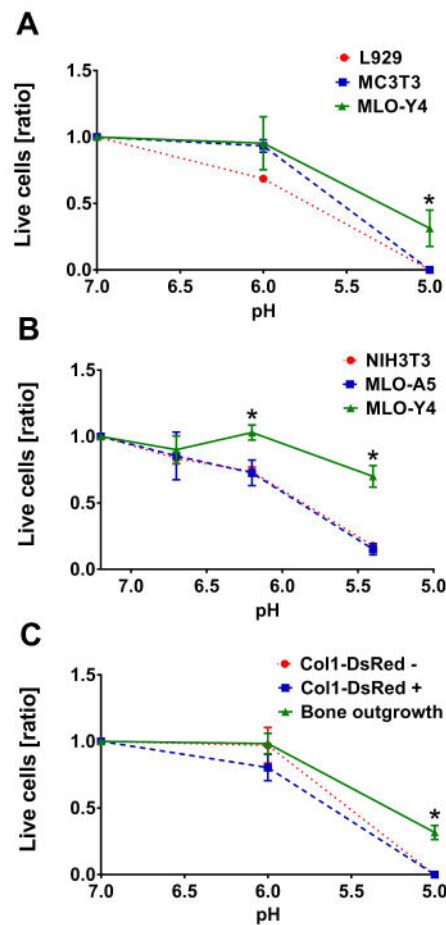 A
L929
MC3T3
MLO-Y4
Live cells [ratio]
1.5
1.0
0.5
0.0
*
7.0 6.5 6.0 5.5 5.0
pH
B
NIH3T3
MLO-A5
MLO-Y4
Live cells [ratio]
1.5
1.0
0.5
0.0
* *
7.0 6.5 6.0 5.5 5.0
pH
C
Col1-DsRed -
Col1-DsRed +
Bone outgrowth
Live cells [ratio]
1.5
1.0
0.5
0.0
*
7.0 6.5 6.0 5.5 5.0
pH